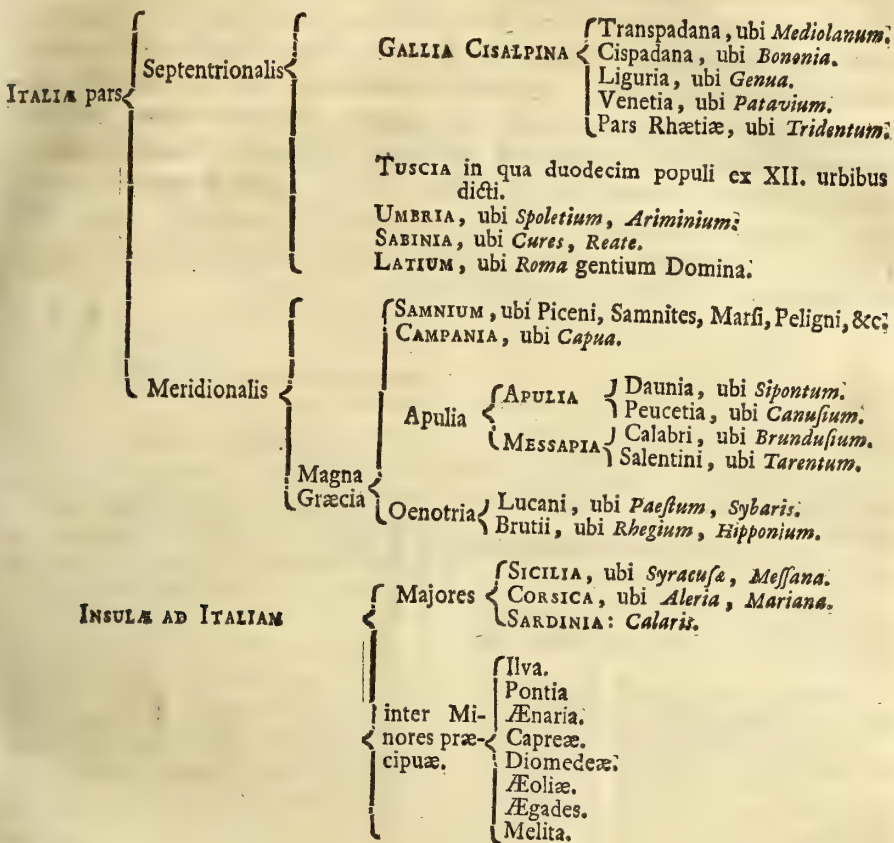 ITALIÆ pars
Septentrionalis
GALLIA CISALPINA
Transpadana, ubi Mediolanum.
Cispadana, ubi Bononia.
Liguria, ubi Genua.
Venetia, ubi Patavium.
Pars Rhætiæ, ubi Tridentum.
TUSCIA in qua duodecim populi ex XII. urbibus
dicti.
UMBRIA, ubi Spoletium, Ariminium.
SABINIA, ubi Cures, Reate.
LATIUM, ubi Roma gentium Domina.
Meridionalis
Magna
Græcia
SAMNIUM, ubi Piceni, Samnites, Marſi, Peligni, &c.
CAMPANIA, ubi Capua.
Apulia
APULIA
Daunia, ubi Sipontum.
Peucetia, ubi Canuſium.
MESSAPIA
Calabri, ubi Brunduſium.
Salentini, ubi Tarentum.
Oenotria
Lucani, ubi Paeſtum, Sybaris.
Brutii, ubi Rhegium, Hipponium.
INSULÆ AD ITALIAM
Majores
SICILIA, ubi Syracuſæ, Meſſana.
CORSICA, ubi Aleria, Mariana.
SARDINIA: Calaris.
inter Mi-
nores præ-
cipuæ.
Ilva.
Pontia
Ænaria.
Capreæ.
Diomedeæ.
Æoliæ.
Ægades.
Melita.